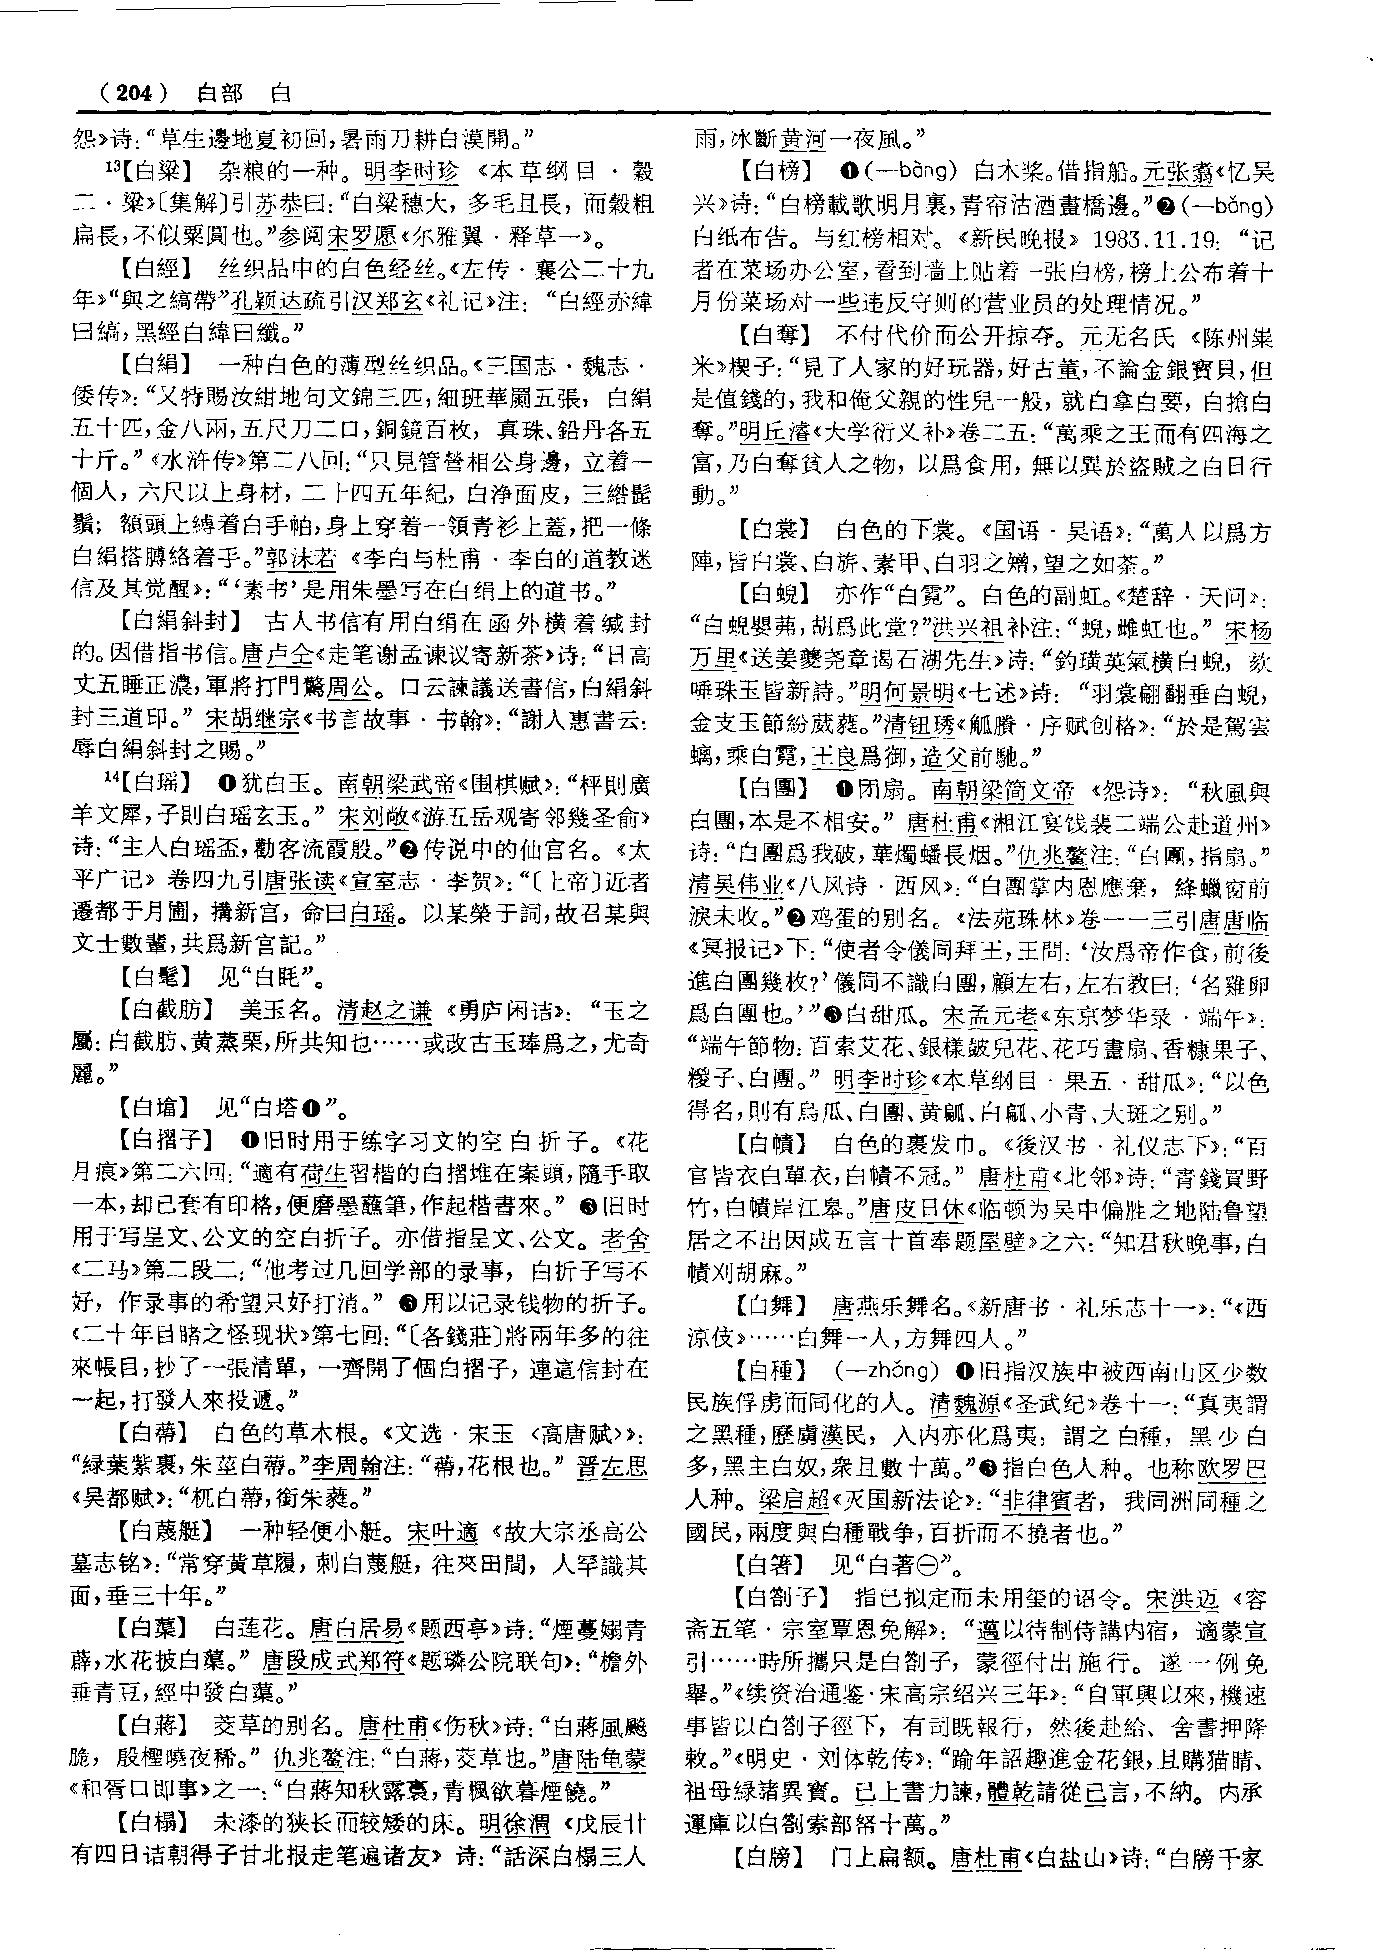 （204） 白部 白
怨》诗：“草生邊地夏初回，暑雨刀耕白漠開。”
¹³【白粱】 杂粮的一种。明李时珍《本草纲目·穀
二·粱》〔集解〕引苏恭曰：“白粱穗大，多毛且長，而穀粗
扁長，不似粟圓也。”参阅宋罗愿《尔雅翼·释草一》。
【白經】 丝织品中的白色经丝。《左传·襄公二十九
年》“與之縞帶”孔颖达疏引汉郑玄《礼记》注：“白經赤緯
曰縞，黑經白緯曰纖。”
【白絹】 一种白色的薄型丝织品。《三国志·魏志·
倭传》：“又特賜汝紺地句文錦三匹，細班華罽五張，白絹
五十匹，金八兩，五尺刀二口，銅鏡百枚，真珠、鉛丹各五
十斤。”《水浒传》第二八回：“只見管營相公身邊，立着一
個人，六尺以上身材，二十四五年紀，白净面皮，三綹髭
鬚；額頭上縛着白手帕，身上穿着一領青衫上蓋，把一條
白絹搭膊絡着手。”郭沫若《李白与杜甫·李白的道教迷
信及其觉醒》：“‘素书’是用朱墨写在白绢上的道书。”
【白絹斜封】 古人书信有用白绢在函外横着缄封
的。因借指书信。唐卢仝《走笔谢孟谏议寄新茶》诗：“日高
丈五睡正濃，軍將打門驚周公。口云諫議送書信，白絹斜
封三道印。”宋胡继宗《书言故事·书翰》：“謝人惠書云：
辱白絹斜封之賜。”
¹⁴【白瑶】 ❶犹白玉。南朝梁武帝《围棋赋》：“枰則廣
羊文犀，子則白瑶玄玉。”宋刘敞《游五岳观寄邻幾圣俞》
诗：“主人白瑶盃，勸客流霞殷。”❷传说中的仙宫名。《太
平广记》卷四九引唐张读《宣室志·李贺》：“〔上帝〕近者
遷都于月圃，搆新宫，命曰白瑶。以某榮于詞，故召某與
文士數輩，共爲新宫記。”
【白髦】 见“白眊”。
【白截肪】 美玉名。清赵之谦《勇庐闲诘》：“玉之
屬：白截肪、黄蒸栗，所共知也……或改古玉琫爲之，尤奇
麗。”
【白墖】 见“白塔❶”。
【白摺子】 ❶旧时用于练字习文的空白折子。《花
月痕》第二六回：“適有荷生習楷的白摺堆在案頭，隨手取
一本，却已套有印格，便磨墨蘸筆，作起楷書來。”❷旧时
用于写呈文、公文的空白折子。亦借指呈文、公文。老舍
《二马》第二段二：“他考过几回学部的录事，白折子写不
好，作录事的希望只好打消。”❸用以记录钱物的折子。
《二十年目睹之怪现状》第七回：“〔各錢莊〕將兩年多的往
來帳目，抄了一張清單，一齊開了個白摺子，連這信封在
一起，打發人來投遞。”
【白蔕】 白色的草木根。《文选·宋玉〈高唐赋〉》：
“緑葉紫裹，朱莖白蔕。”李周翰注：“蔕，花根也。”晋左思
《吴都赋》：“杌白蔕，銜朱蕤。”
【白蔑艇】 一种轻便小艇。宋叶適《故大宗丞高公
墓志铭》：“常穿黄草履，刺白蔑艇，往來田間，人罕識其
面，垂三十年。”
【白蕖】 白莲花。唐白居易《题西亭》诗：“煙蔓嫋青
薜，水花披白蕖。”唐段成式郑符《题璘公院联句》：“檐外
垂青豆，經中發白蕖。”
【白蔣】 茭草的别名。唐杜甫《伤秋》诗：“白蔣風飈
脆，殷檉曉夜稀。”仇兆鳌注：“白蔣，茭草也。”唐陆龟蒙
《和胥口即事》之一：“白蔣知秋露裛，青楓欲暮煙饒。”
【白榻】 未漆的狭长而较矮的床。明徐渭《戊辰廿
有四日诘朝得子甘北报走笔遍诸友》诗：“話深白榻三人
雨，冰斷黄河一夜風。”
【白榜】 ❶（—bàng）白木桨。借指船。元张翥《忆吴
兴》诗：“白榜載歌明月裏，青帘沽酒畫橋邊。”❷（—bǎng）
白纸布告。与红榜相对。《新民晚报》1983.11.19：“记
者在菜场办公室，看到墙上贴着一张白榜，榜上公布着十
月份菜场对一些违反守则的营业员的处理情况。”
【白奪】 不付代价而公开掠夺。元无名氏《陈州粜
米》楔子：“見了人家的好玩器，好古董，不論金銀寳貝，但
是值錢的，我和俺父親的性兒一般，就白拿白要，白搶白
奪。”明丘濬《大学衍义补》卷二五：“萬乘之王而有四海之
富，乃白奪貧人之物，以爲食用，無以異於盜賊之白日行
動。”
【白裳】 白色的下裳。《国语·吴语》：“萬人以爲方
陣，皆白裳、白旂、素甲、白羽之矰，望之如荼。”
【白蜺】 亦作“白霓”。白色的副虹。《楚辞·天问》：
“白蜺嬰茀，胡爲此堂？”洪兴祖补注：“蜺，雌虹也。”宋杨
万里《送姜夔尧章谒石湖先生》诗：“釣璜英氣横白蜺，欬
唾珠玉皆新詩。”明何景明《七述》诗：“羽裳翩翻垂白蜺，
金支玉節紛葳蕤。”清钮琇《觚賸·序赋创格》：“於是駕雲
螭，乘白霓，王良爲御，造父前馳。”
【白團】 ❶团扇。南朝梁简文帝《怨诗》：“秋風與
白團，本是不相安。”唐杜甫《湘江宴饯裴二端公赴道州》
诗：“白團爲我破，華燭蟠長烟。”仇兆鳌注：“白團，指扇。”
清吴伟业《八风诗·西风》：“白團掌内恩應棄，絳蠟窗前
淚未收。”❷鸡蛋的别名。《法苑珠林》卷一一三引唐唐临
《冥报记》下：“使者令儀同拜王，王問：‘汝爲帝作食，前後
進白團幾枚？’儀同不識白團，顧左右，左右教曰：‘名雞卵
爲白團也。’”❸白甜瓜。宋孟元老《东京梦华录·端午》：
“端午節物：百索艾花、銀樣皷兒花、花巧畫扇、香糖果子、
糉子、白團。”明李时珍《本草纲目·果五·甜瓜》：“以色
得名，則有烏瓜、白團、黄㼐、白㼐、小青、大斑之别。”
【白幘】 白色的裹发巾。《後汉书·礼仪志下》：“百
官皆衣白單衣，白幘不冠。”唐杜甫《北邻》诗：“青錢買野
竹，白幘岸江皋。”唐皮日休《临顿为吴中偏胜之地陆鲁望
居之不出因成五言十首奉题屋壁》之六：“知君秋晚事，白
幘刈胡麻。”
【白舞】 唐燕乐舞名。《新唐书·礼乐志十一》：“《西
涼伎》……白舞一人，方舞四人。”
【白種】 （—zhǒng）❶旧指汉族中被西南山区少数
民族俘虏而同化的人。清魏源《圣武纪》卷十一：“真夷謂
之黑種，歷虜漢民，入内亦化爲夷，謂之白種，黑少白
多，黑主白奴，衆且數十萬。”❷指白色人种。也称欧罗巴
人种。梁启超《灭国新法论》：“非律賓者，我同洲同種之
國民，兩度與白種戰争，百折而不撓者也。”
【白箸】 见“白著㊀”。
【白劄子】 指已拟定而未用玺的诏令。宋洪迈《容
斋五笔·宗室覃恩免解》：“邁以待制侍講内宿，適蒙宣
引……時所攜只是白劄子，蒙徑付出施行。遂一例免
舉。”《续资治通鉴·宋高宗绍兴三年》：“自軍興以來，機速
事皆以白劄子徑下，有司既報行，然後赴給、舍書押降
敕。”《明史·刘体乾传》：“踰年詔趣進金花銀，且購猫睛、
祖母緑諸異寶。已上書力諫，體乾請從已言，不納。内承
運庫以白劄索部帑十萬。”
【白牓】 门上扁额。唐杜甫《白盐山》诗：“白牓千家